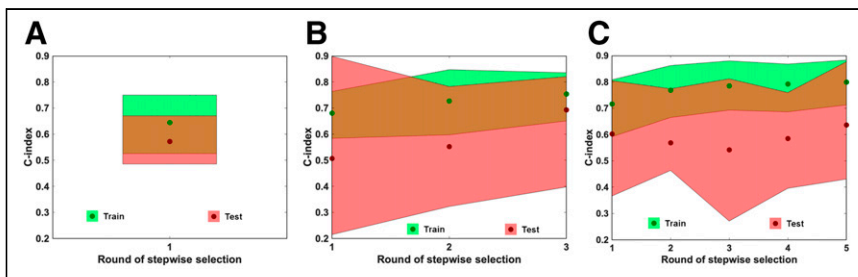 A
0.9
0.8
0.7
0.6
0.5
0.4
0.3
0.2
C-index
Train
Test
1
Round of stepwise selection
B
0.9
0.8
0.7
0.6
0.5
0.4
0.3
0.2
C-index
Train
Test
1 2 3
Round of stepwise selection
C
0.9
0.8
0.7
0.6
0.5
0.4
0.3
0.2
C-index
Train
Test
1 2 3 4 5
Round of stepwise selection